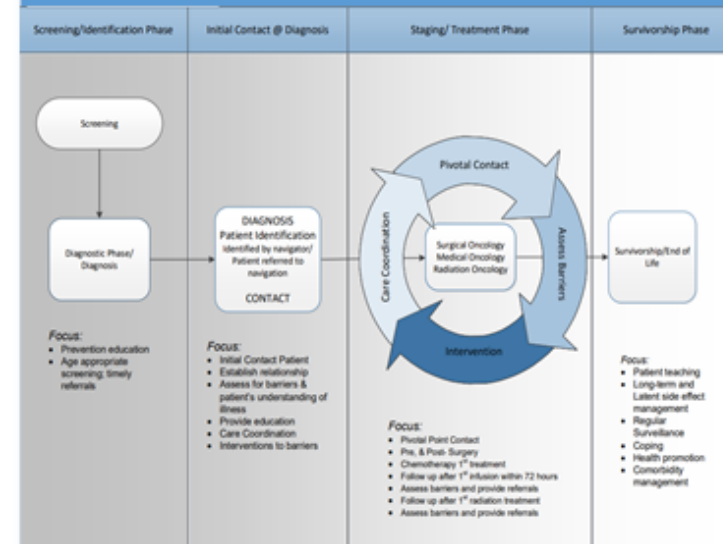 Screening/Identification Phase
Initial Contact @ Diagnosis
Staging/ Treatment Phase
Survivorship Phase
Screening
Diagnostic Phase/
Diagnosis
Focus:
• Prevention education
• Age appropriate
screening; timely
referrals
DIAGNOSIS
Patient Identification
Identified by navigator/
Patient referred to
navigation
CONTACT
Focus:
• Initial Contact Patient
• Establish relationship
• Assess for barriers &
patient's understanding of
illness
• Provide education
• Care Coordination
• Interventions to barriers
Pivotal Contact
Care Coordination
Surgical Oncology
Medical Oncology
Radiation Oncology
Assess Barriers
Intervention
Focus:
• Pivotal Point Contact
• Pre, & Post- Surgery
• Chemotherapy 1st treatment
• Follow up after 1st infusion within 72 hours
• Assess barriers and provide referrals
• Follow up after 1st radiation treatment
• Assess barriers and provide referrals
Survivorship/End of
Life
Focus:
• Patient teaching
• Long-term and
Latent side effect
management
• Regular
Surveillance
• Coping
• Health promotion
• Comorbidity
management